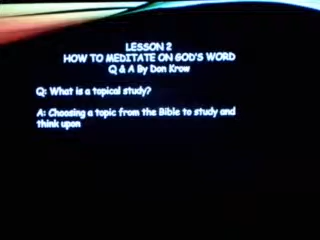 LESSON 2
HOW TO MEDITATE ON GOD'S WORD
Q & A By Don Krow
Q: What is a topical study?
A: Choosing a topic from the Bible to study and
think upon